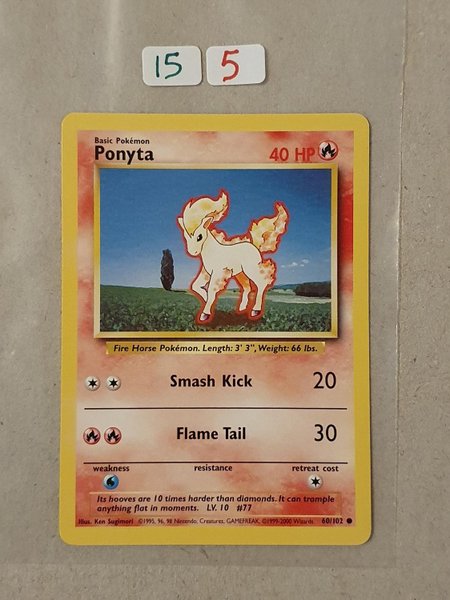 15 5
Basic Pokémon
Ponyta 40 HP
Fire Horse Pokémon. Length: 3' 3", Weight: 66 lbs.
Smash Kick 20
Flame Tail 30
weakness resistance retreat cost
Its hooves are 10 times harder than diamonds. It can trample
anything flat in moments. LV. 10 #77
Illus. Ken Sugimori ©1995, 96, 98 Nintendo, Creatures, GAMEFREAK. ©1999-2000 Wizards. 60/102